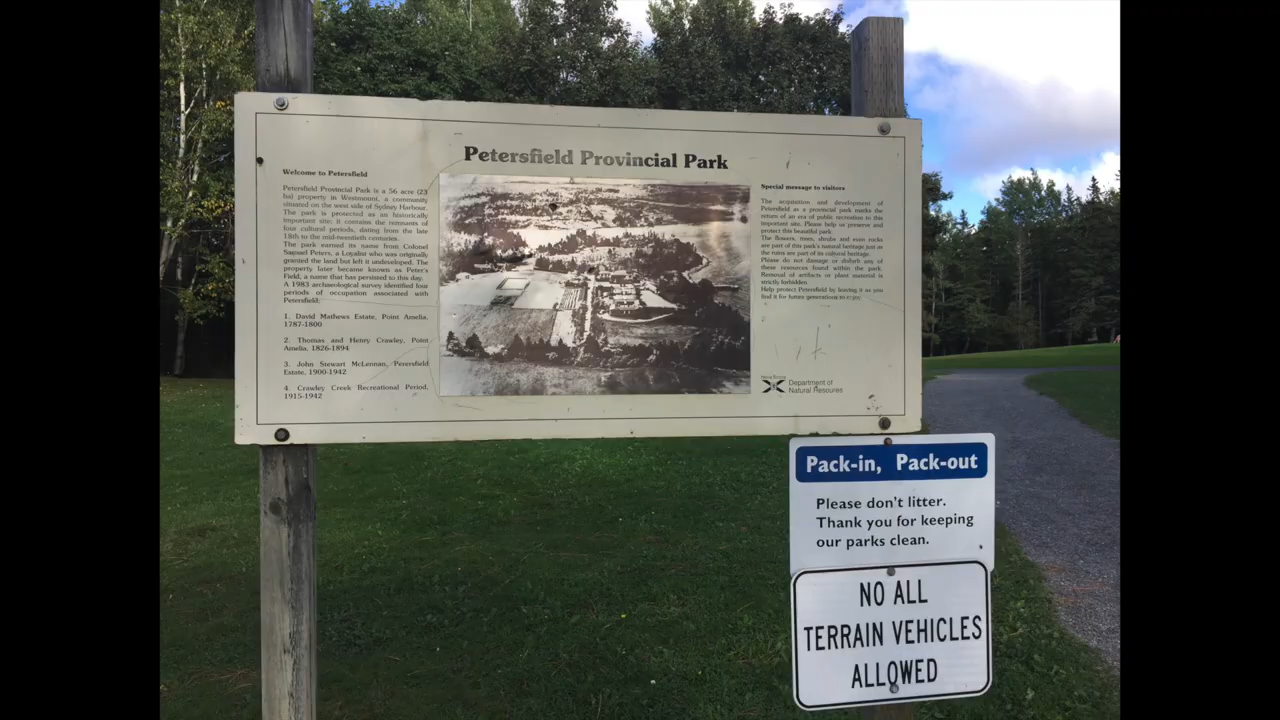 Petersfield Provincial Park
Welcome to Petersfield
Petersfield Provincial Park is a 56 acre (23
ha) property in Westmount, a community
situated on the west side of Sydney Harbour.
The park is protected as an historically
important site; it contains the remnants of
four cultural periods, dating from the late
18th to the mid-twentieth centuries.
The park earned its name from Colonel
Samuel Peters, a Loyalist who was originally
granted the land but left it undeveloped. The
property later became known as Peter's
Field, a name that has persisted to this day.
A 1983 archaeological survey identified four
periods of occupation associated with
Petersfield:
1. David Mathews Estate, Point Amelia,
1787-1800
2. Thomas and Henry Crawley, Point
Amelia, 1826-1894
3. John Stewart McLennan, Petersfield
Estate, 1900-1942
4. Crawley Creek Recreational Period,
1915-1942
Special message to visitors
The acquisition and development of
Petersfield as a provincial park marks the
return of an era of public recreation to this
important site. Please help us preserve and
protect this beautiful park.
The flowers, trees, shrubs and even rocks
are part of this park's natural heritage just as
the ruins are part of its cultural heritage.
Please do not damage or disturb any of
these resources found within the park.
Removal of artifacts or plant material is
strictly forbidden.
Help protect Petersfield by leaving it as you
find it for future generations to enjoy.
Nova Scotia
Department of
Natural Resoures
Pack-in, Pack-out
Please don't litter.
Thank you for keeping
our parks clean.
NO ALL
TERRAIN VEHICLES
ALLOWED